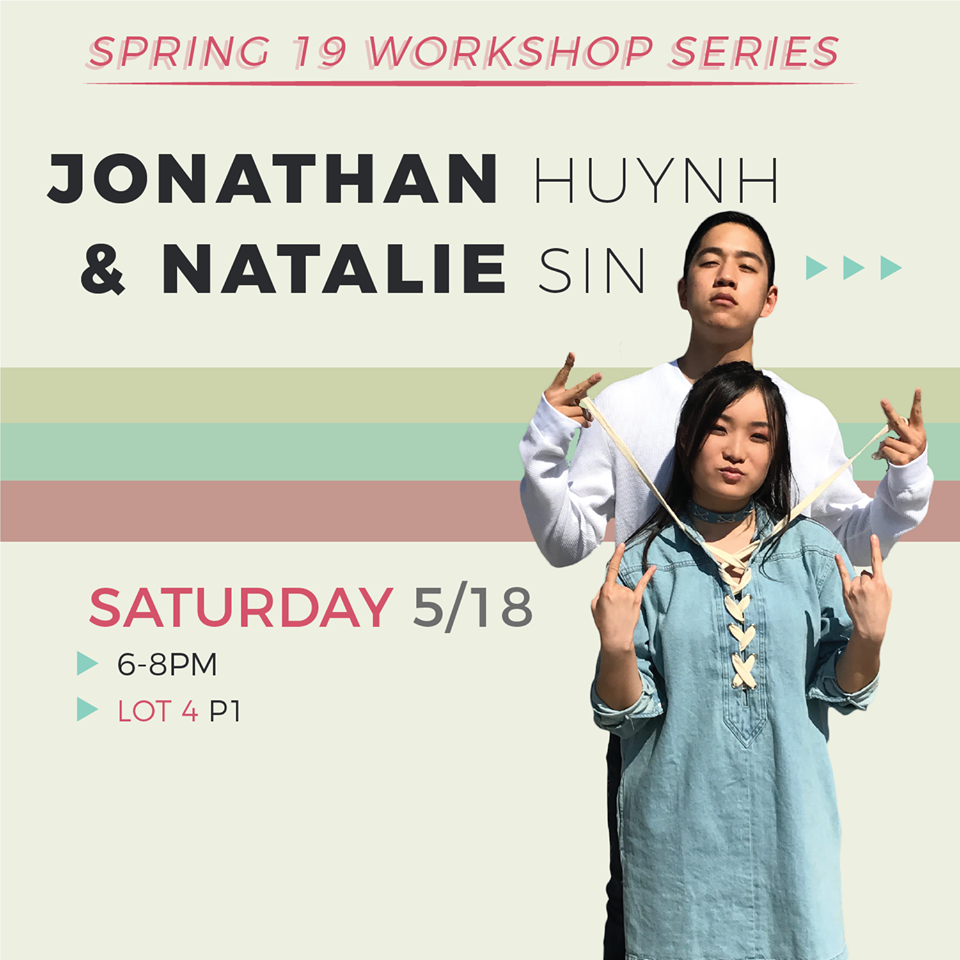 SPRING 19 WORKSHOP SERIES
JONATHAN HUYNH
& NATALIE SIN
SATURDAY 5/18
6-8PM
LOT 4 P1